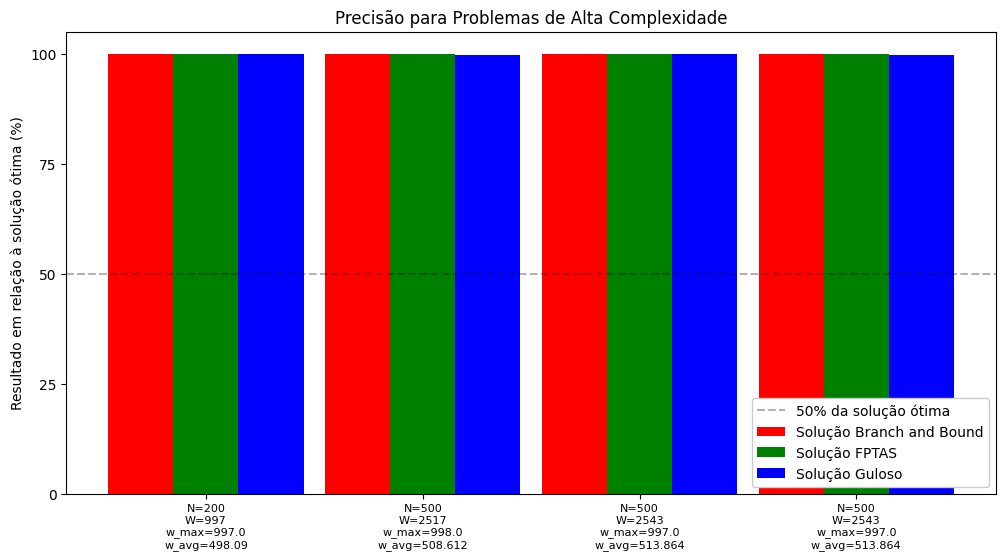 Precisão para Problemas de Alta Complexidade
Resultado em relação à solução ótima (%)
100
75
50
25
0
50% da solução ótima
Solução Branch and Bound
Solução FPTAS
Solução Guloso
N=200
W=997
w_max=997.0
w_avg=498.09
N=500
W=2517
w_max=998.0
w_avg=508.612
N=500
W=2543
w_max=997.0
w_avg=513.864
N=500
W=2543
w_max=997.0
w_avg=513.864